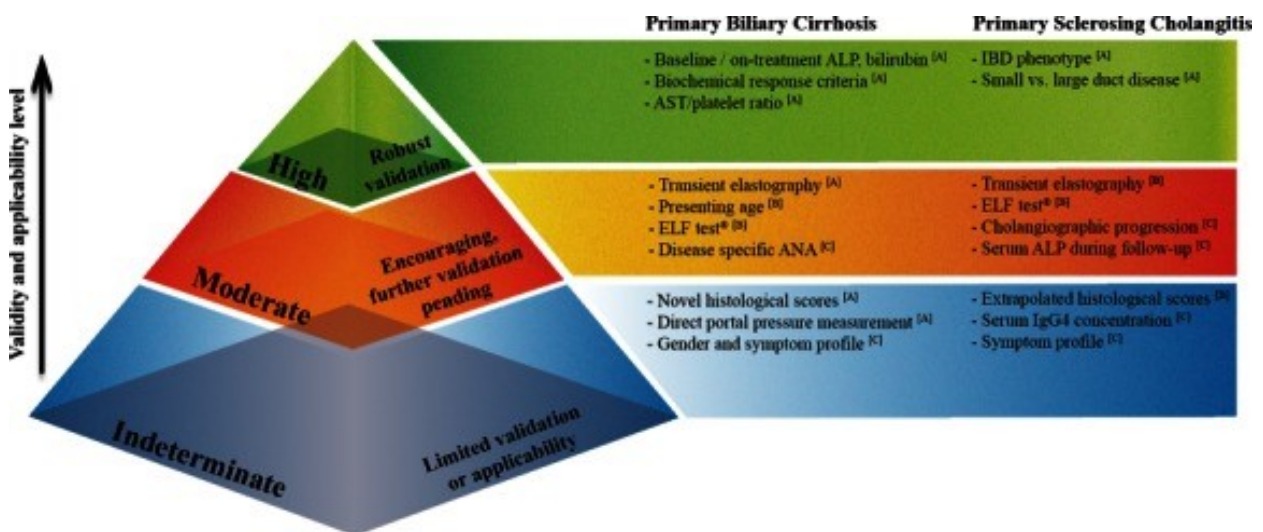 Primary Biliary Cirrhosis
Primary Sclerosing Cholangitis
Validity and applicability level
High
Robust
validation
- Baseline / on-treatment ALP, bilirubin [A]
- Biochemical response criteria [A]
- AST/platelet ratio [A]
- IBD phenotype [A]
- Small vs. large duct disease [A]
Moderate
Encouraging,
further validation
pending
- Transient elastography [A]
- Presenting age [B]
- ELF test® [B]
- Disease specific ANA [C]
- Transient elastography [B]
- ELF test® [B]
- Cholangiographic progression [C]
- Serum ALP during follow-up [C]
Indeterminate
Limited validation
or applicability
- Novel histological scores [A]
- Direct portal pressure measurement [A]
- Gender and symptom profile [C]
- Extrapolated histological scores [B]
- Serum IgG4 concentration [C]
- Symptom profile [C]